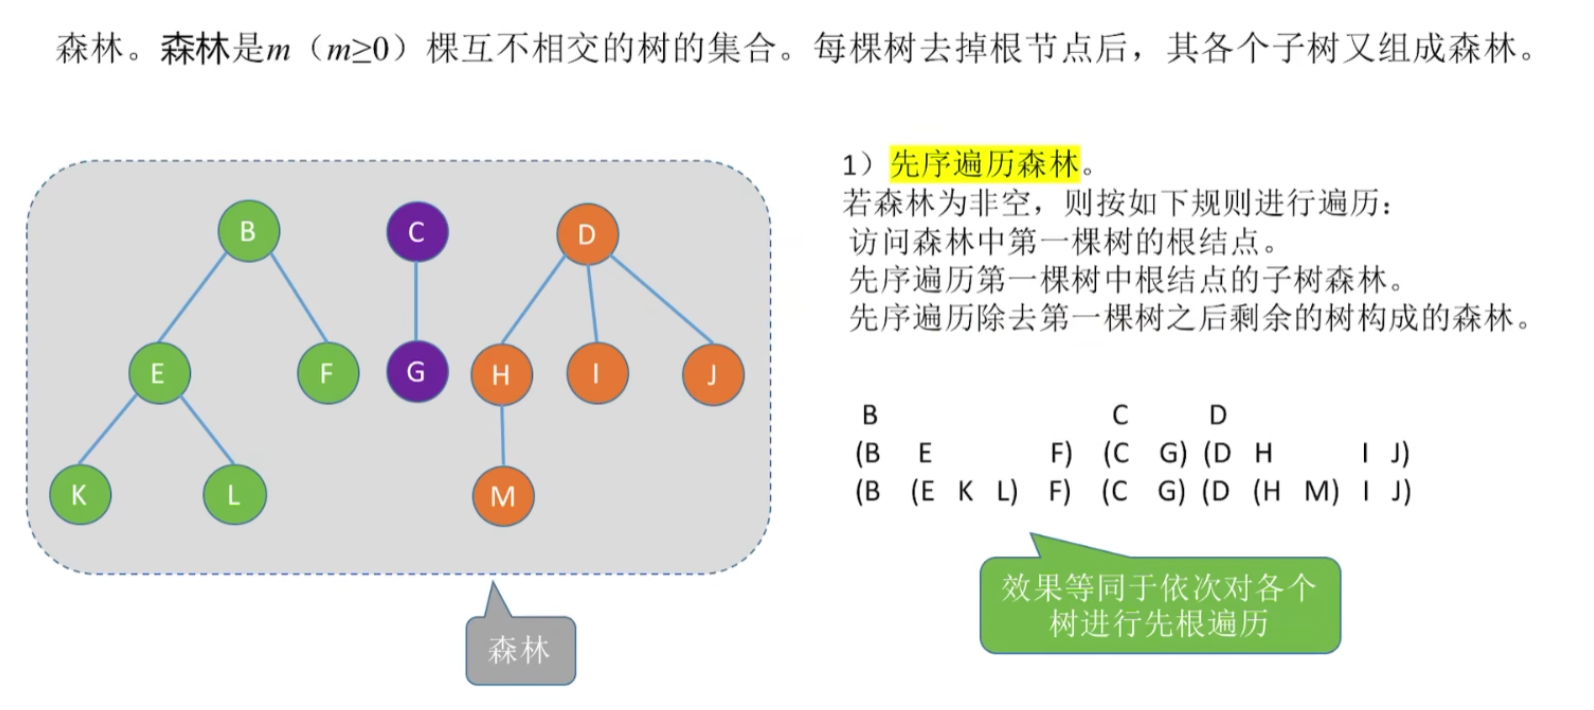 森林。森林是m（m≥0）棵互不相交的树的集合。每棵树去掉根节点后，其各个子树又组成森林。
1）先序遍历森林。
若森林为非空，则按如下规则进行遍历：
访问森林中第一棵树的根结点。
先序遍历第一棵树中根结点的子树森林。
先序遍历除去第一棵树之后剩余的树构成的森林。
B C D
E F G H I J
K L M
森林
B C D
(B E F) (C G) (D H I J)
(B (E K L) F) (C G) (D (H M) I J)
效果等同于依次对各个
树进行先根遍历